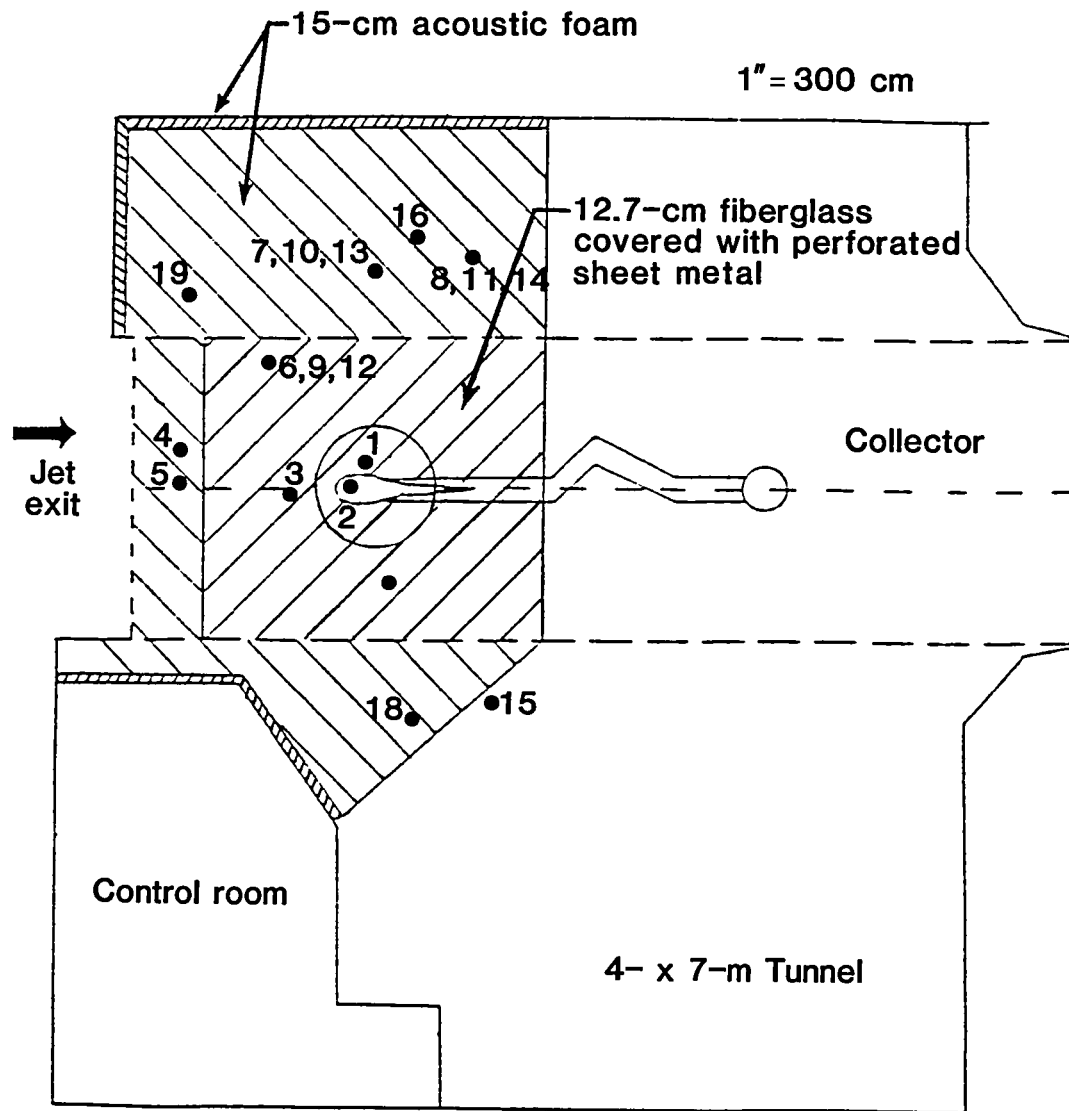 15-cm acoustic foam
1" = 300 cm
12.7-cm fiberglass
covered with perforated
sheet metal
16
7, 10, 13
8, 11, 14
19
6, 9, 12
4
1
Collector
Jet
exit
5
3
2
18
15
Control room
4- x 7-m Tunnel